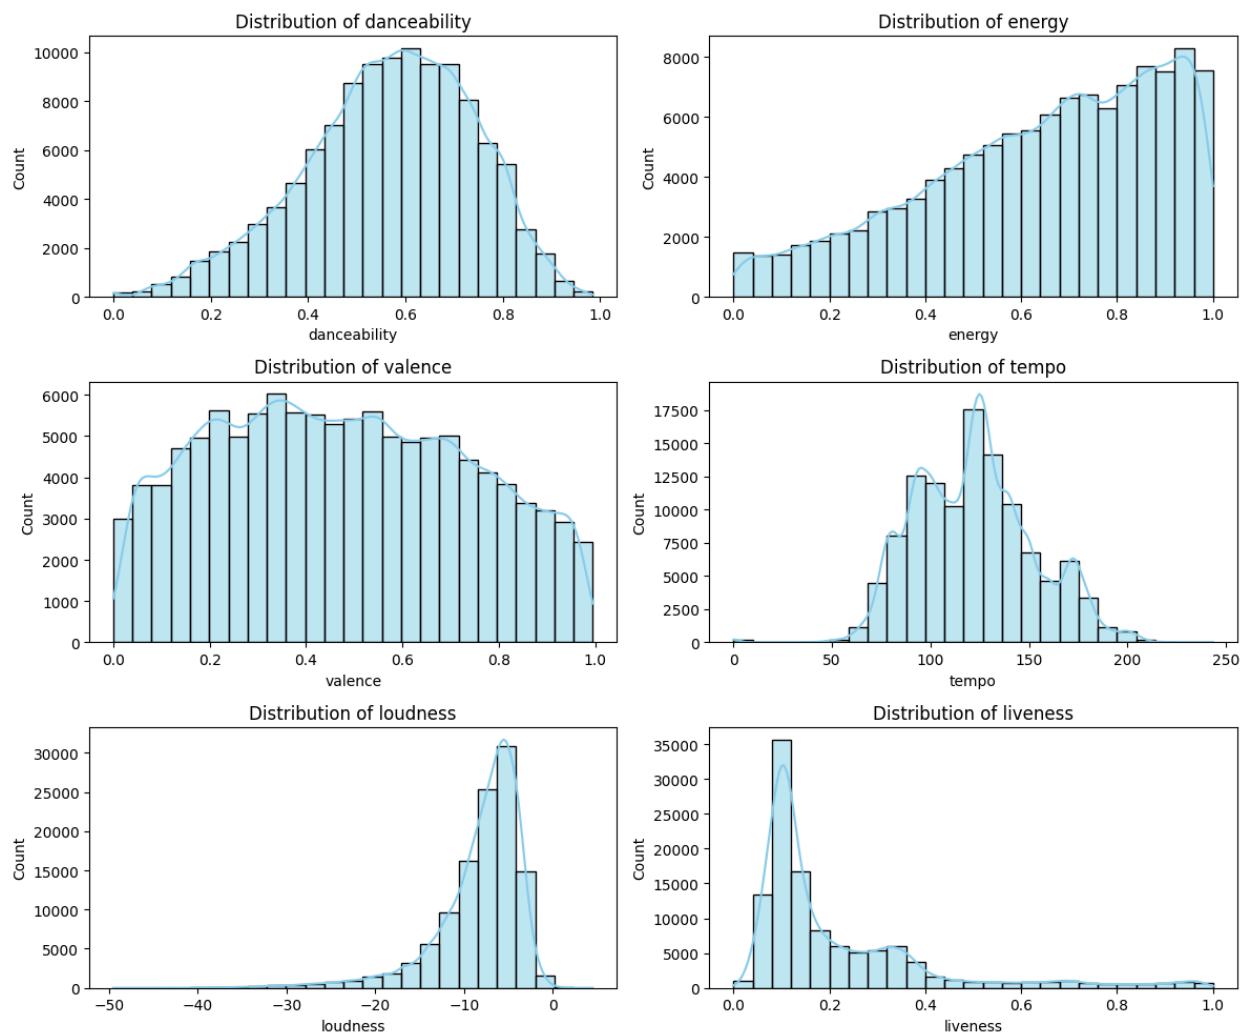 Distribution of danceability
Distribution of energy
10000
8000
6000
4000
2000
0
Count
0.0 0.2 0.4 0.6 0.8 1.0
danceability
8000
6000
4000
2000
0
Count
0.0 0.2 0.4 0.6 0.8 1.0
energy
Distribution of valence
Distribution of tempo
6000
5000
4000
3000
2000
1000
0
Count
0.0 0.2 0.4 0.6 0.8 1.0
valence
17500
15000
12500
10000
7500
5000
2500
0
Count
0 50 100 150 200 250
tempo
Distribution of loudness
Distribution of liveness
30000
25000
20000
15000
10000
5000
0
Count
−50 −40 −30 −20 −10 0
loudness
35000
30000
25000
20000
15000
10000
5000
0
Count
0.0 0.2 0.4 0.6 0.8 1.0
liveness